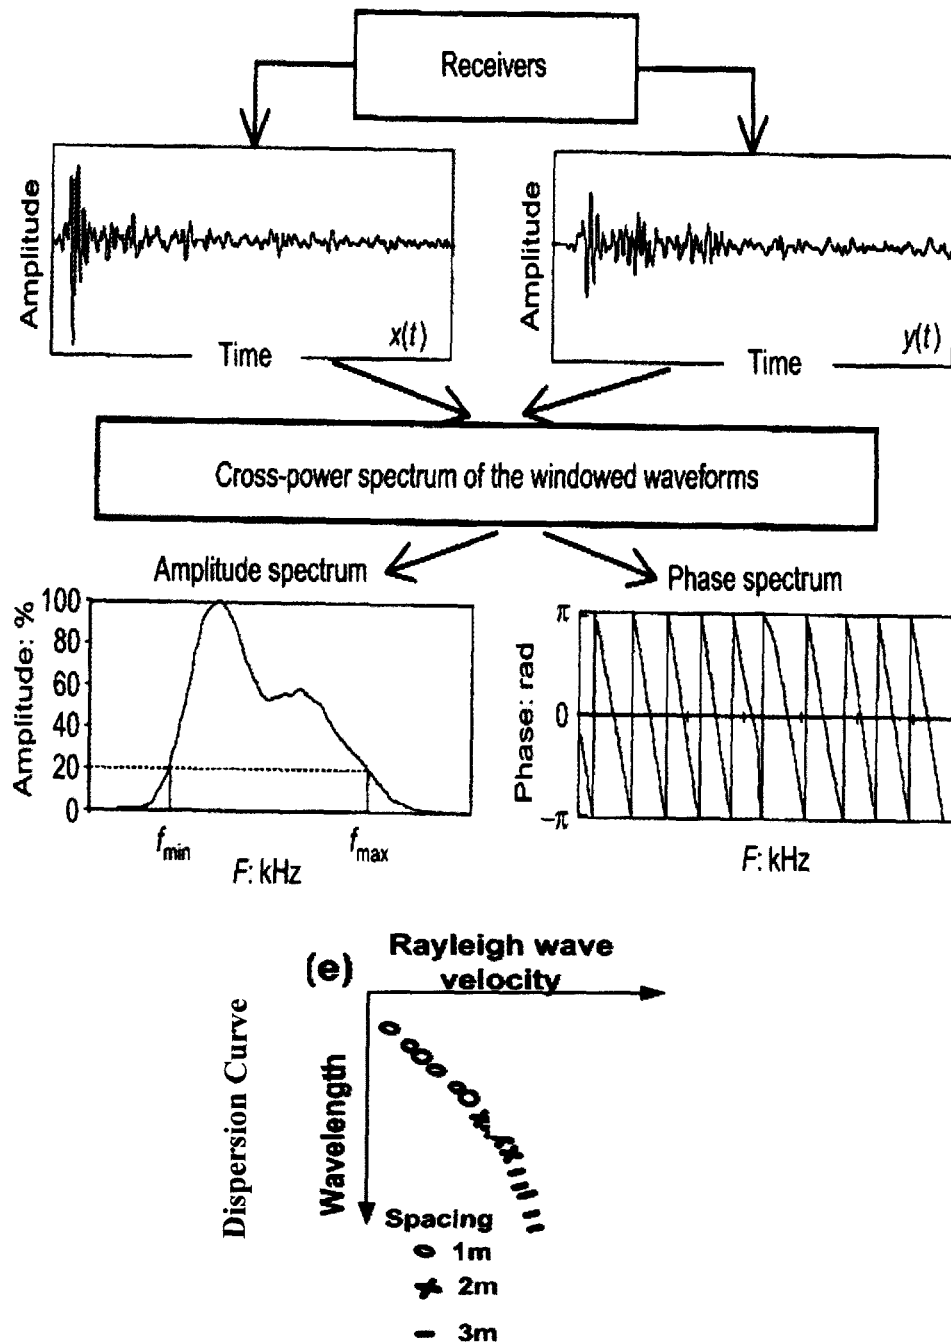 Receivers
Amplitude
x(t)
Time
Amplitude
y(t)
Time
Cross-power spectrum of the windowed waveforms
Amplitude spectrum
Amplitude: %
100
80
60
40
20
0
fmin
fmax
F: kHz
Phase spectrum
Phase: rad
π
0
−π
F: kHz
(e)
Rayleigh wave
velocity
Dispersion Curve
Wavelength
Spacing
1m
2m
3m